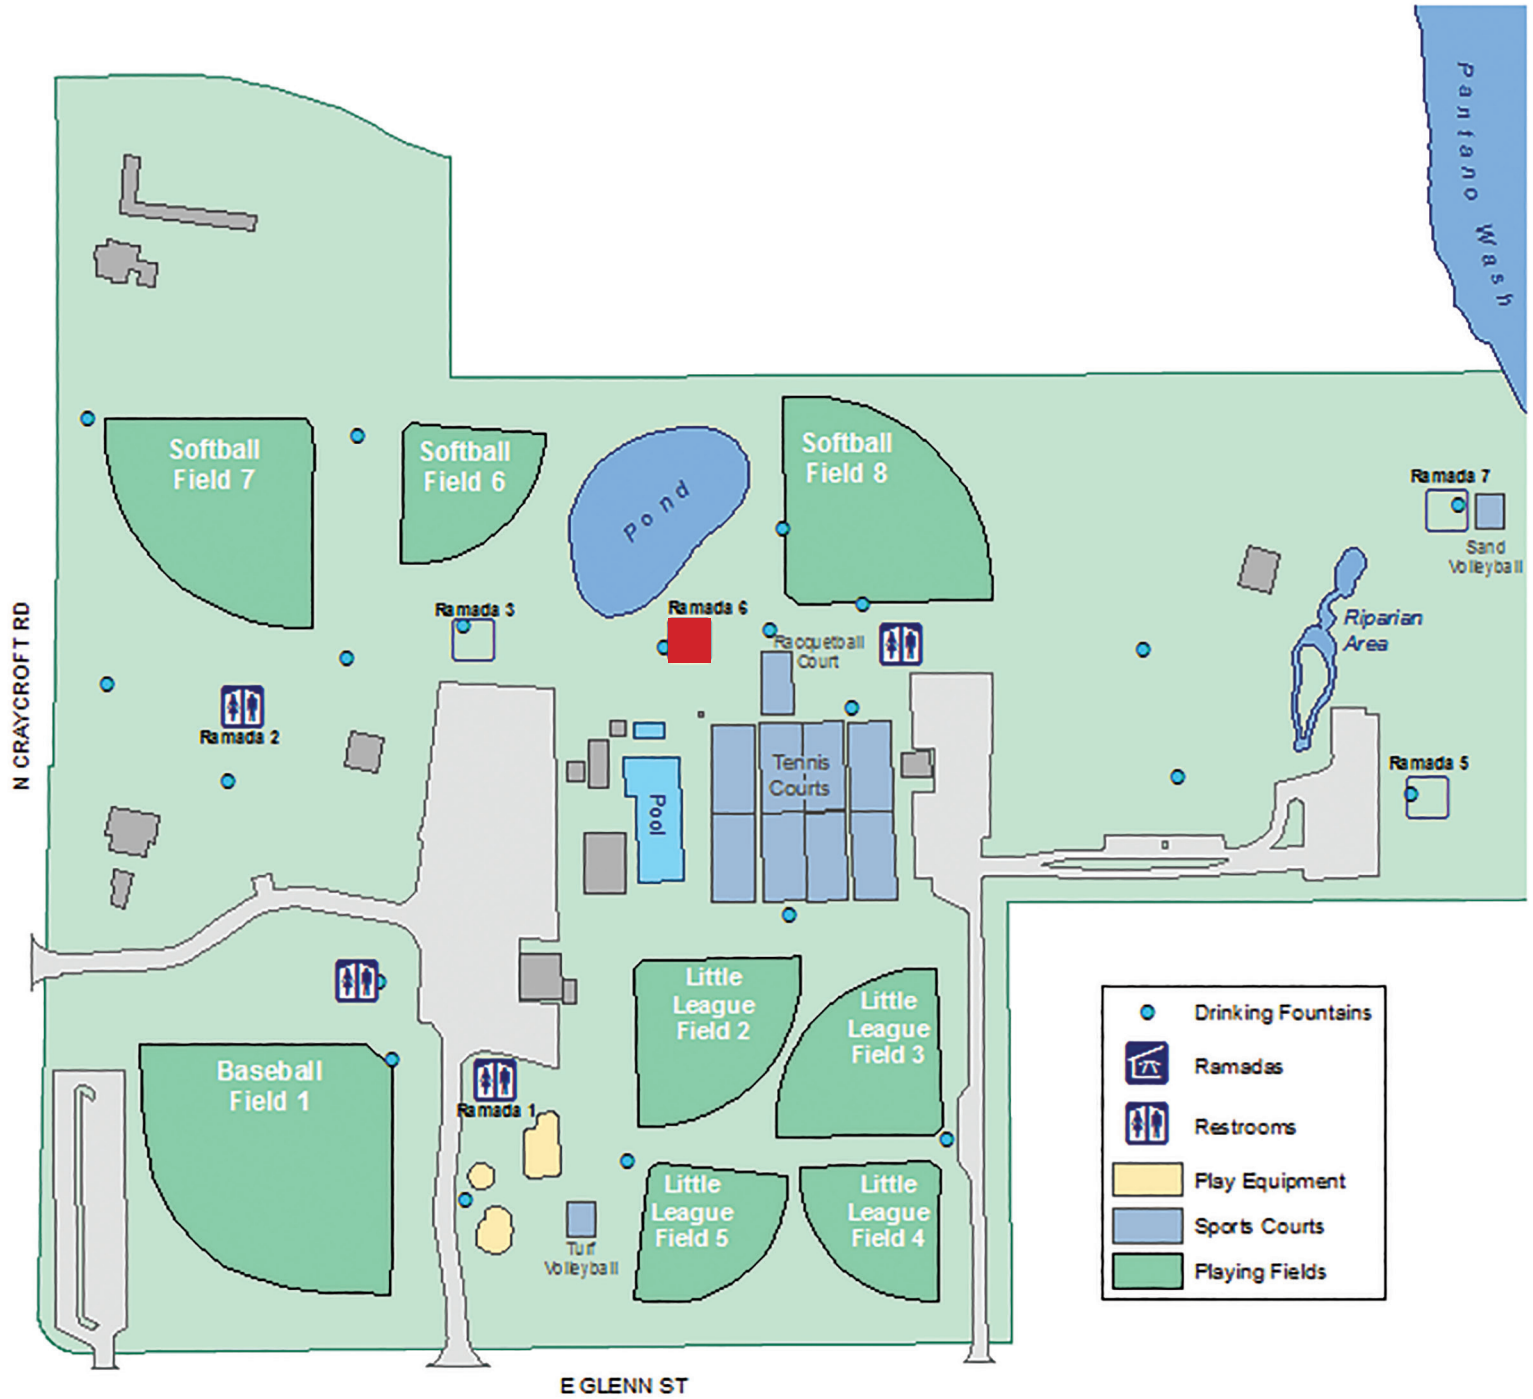 Pantano Wash
Softball
Field 7
Softball
Field 6
Pond
Softball
Field 8
Ramada 7
Sand
Volleyball
Riparian
Area
Ramada 3
Ramada 6
Racquetball
Court
N CRAYCROFT RD
Ramada 2
Tennis
Courts
Pool
Ramada 5
Little
League
Field 2
Little
League
Field 3
Baseball
Field 1
Ramada 1
Little
League
Field 5
Little
League
Field 4
Turf
Volleyball
Drinking Fountains
Ramadas
Restrooms
Play Equipment
Sports Courts
Playing Fields
E GLENN ST